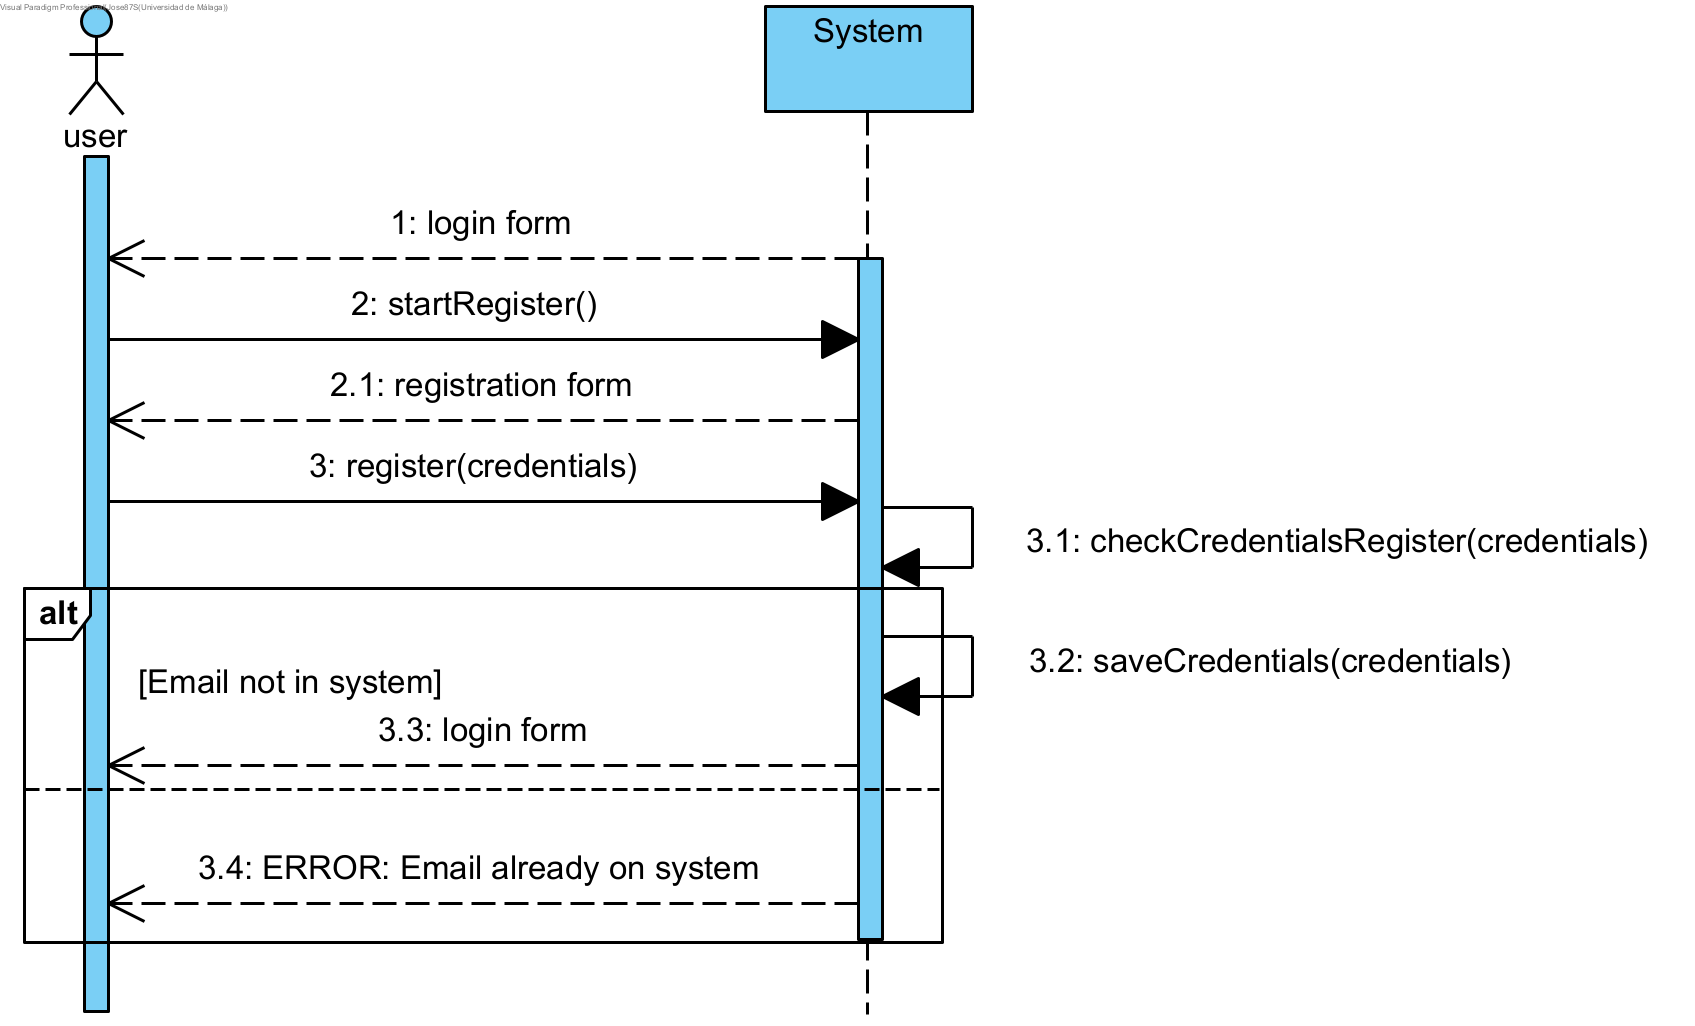 Visual Paradigm Professional(Jose87S(Universidad de Málaga))
System
user
1: login form
2: startRegister()
2.1: registration form
3: register(credentials)
3.1: checkCredentialsRegister(credentials)
alt
3.2: saveCredentials(credentials)
[Email not in system]
3.3: login form
3.4: ERROR: Email already on system